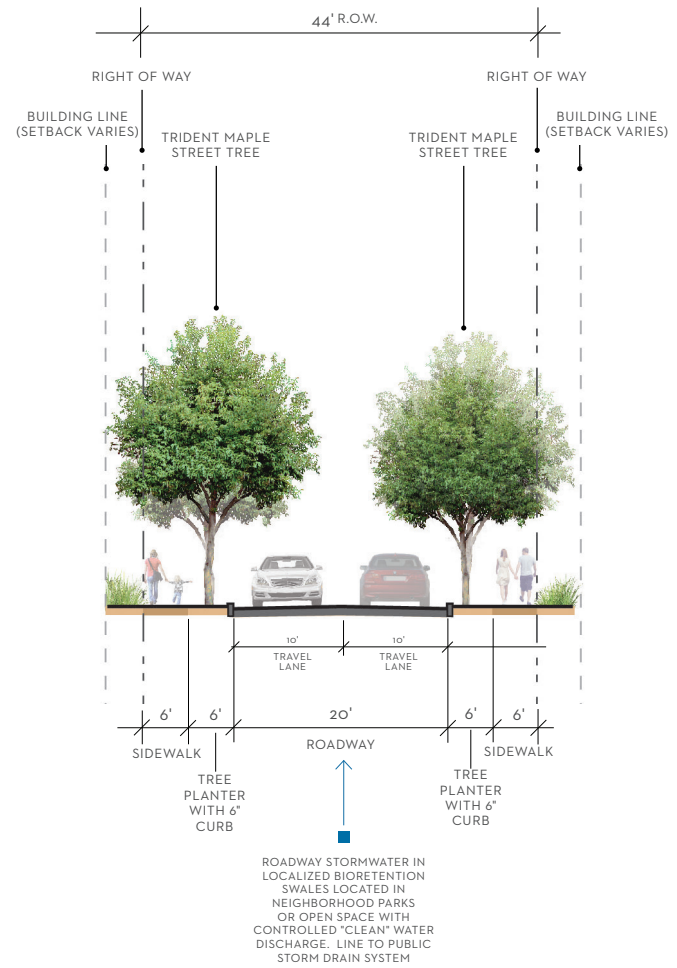 44' R.O.W.
RIGHT OF WAY
RIGHT OF WAY
BUILDING LINE
(SETBACK VARIES)
TRIDENT MAPLE
STREET TREE
TRIDENT MAPLE
STREET TREE
BUILDING LINE
(SETBACK VARIES)
10'
TRAVEL
LANE
10'
TRAVEL
LANE
6'
6'
20'
6'
6'
SIDEWALK
TREE
PLANTER
WITH 6"
CURB
ROADWAY
TREE
PLANTER
WITH 6"
CURB
SIDEWALK
ROADWAY STORMWATER IN
LOCALIZED BIORETENTION
SWALES LOCATED IN
NEIGHBORHOOD PARKS
OR OPEN SPACE WITH
CONTROLLED "CLEAN" WATER
DISCHARGE. LINE TO PUBLIC
STORM DRAIN SYSTEM